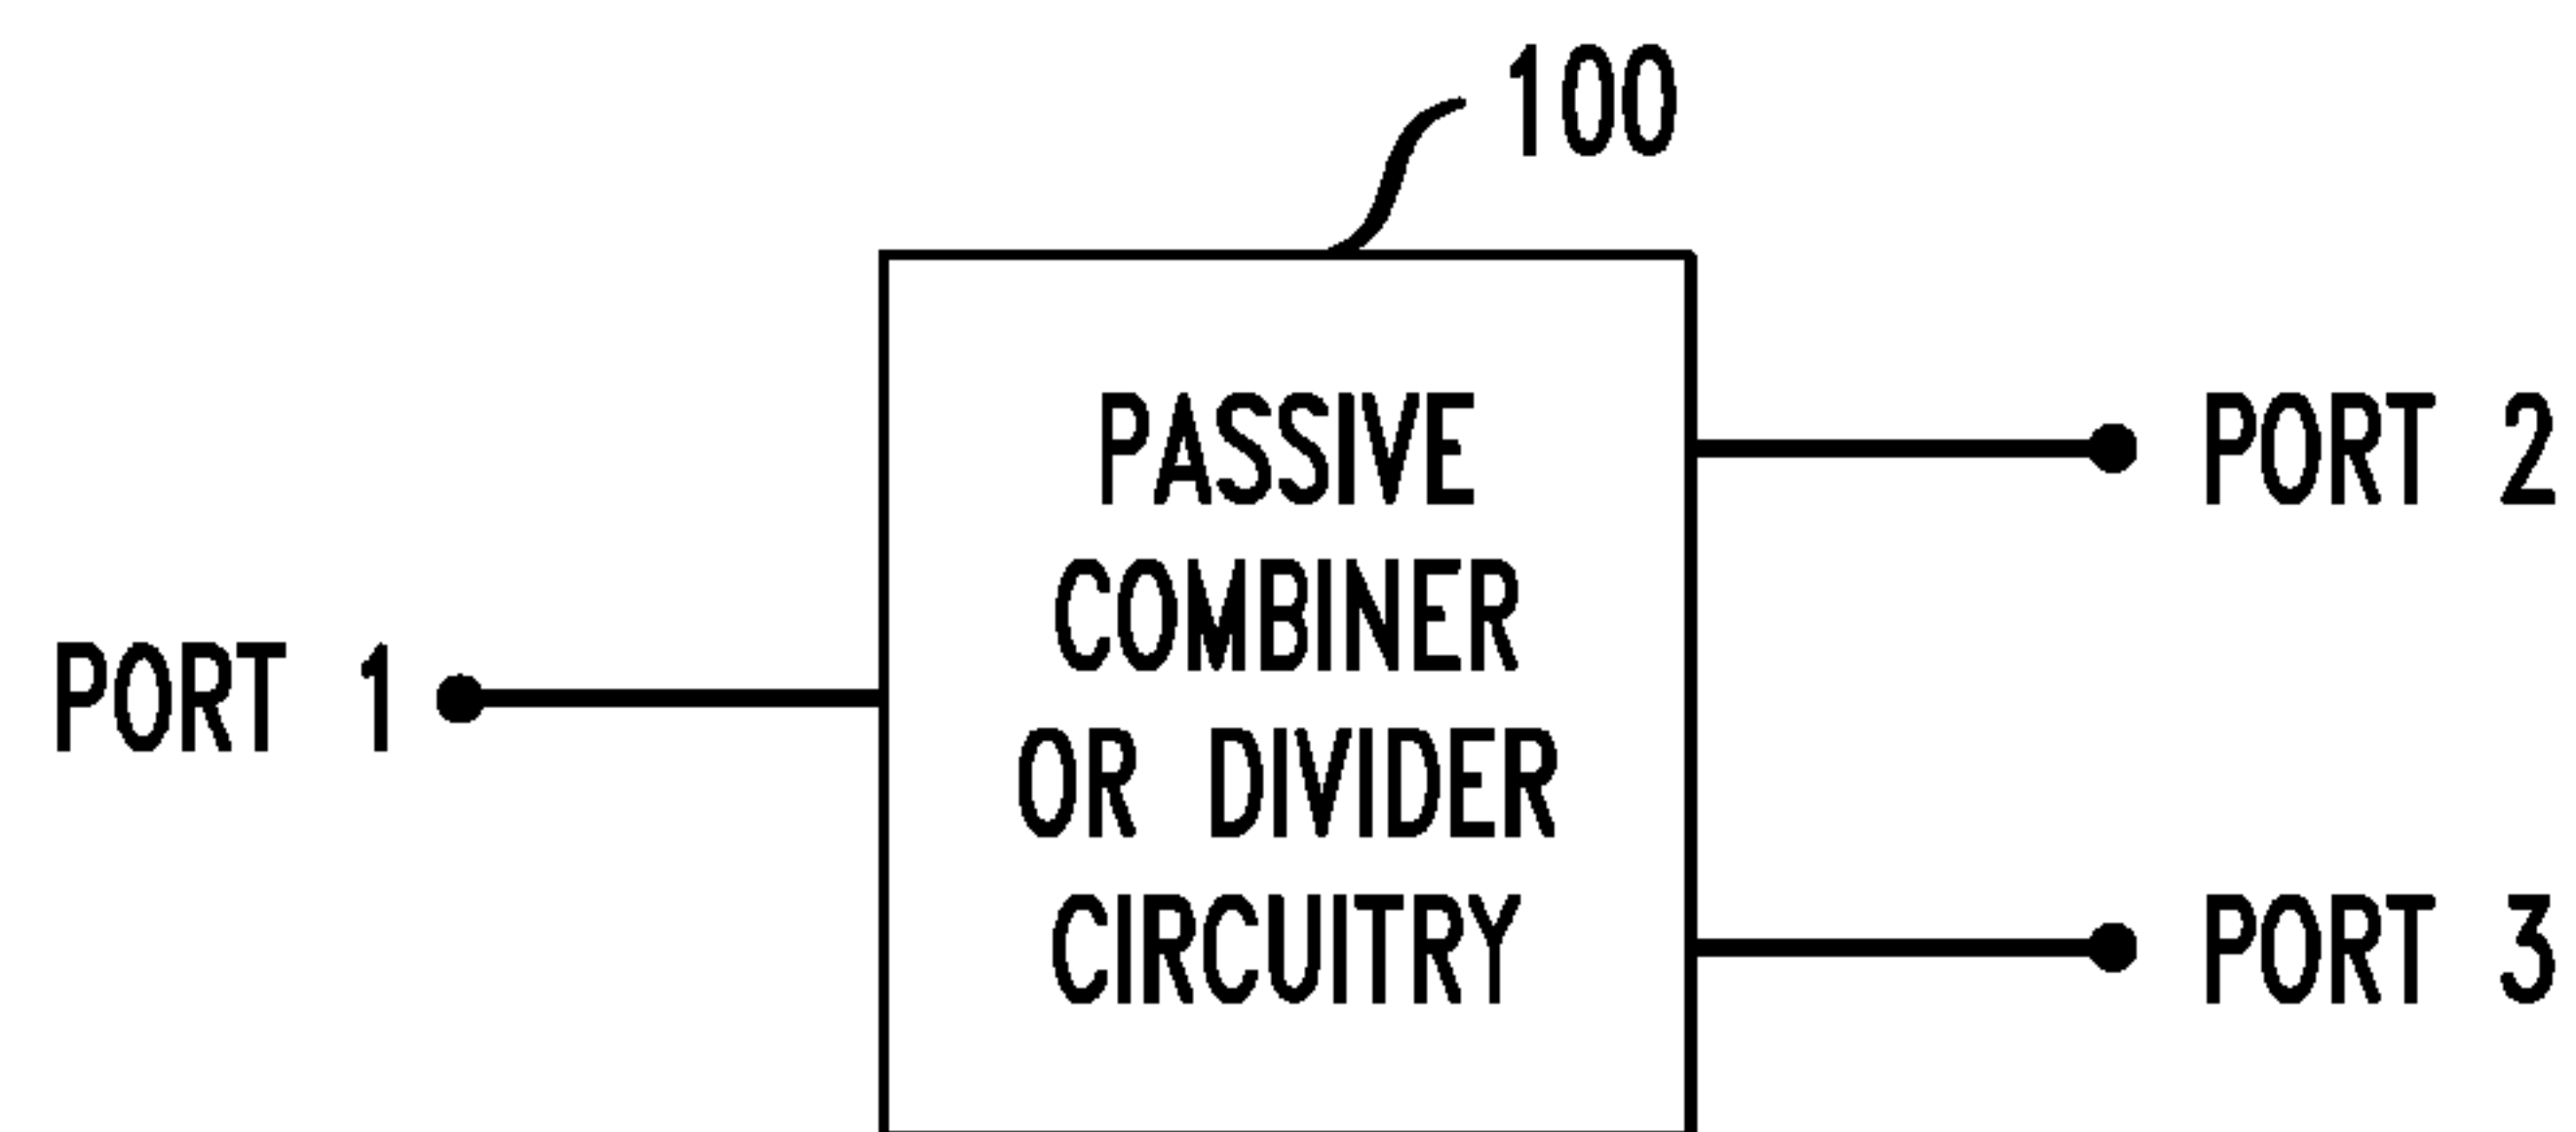 100
PASSIVE
PORT 2
COMBINER
PORT 1
OR DIVIDER
CIRCUITRY
PORT 3